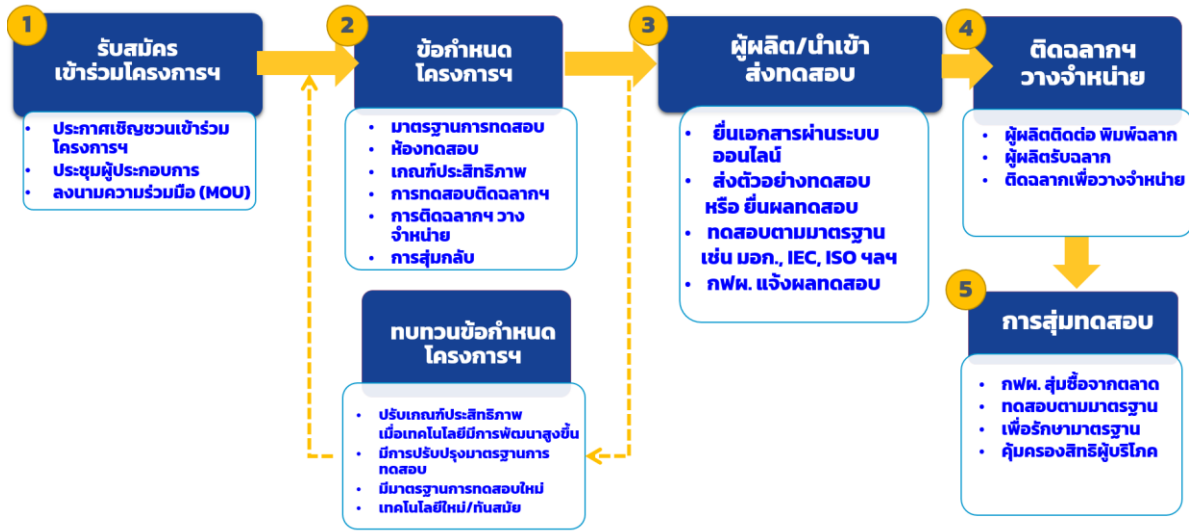 1
รับสมัคร
เข้าร่วมโครงการฯ
• ประกาศเชิญชวนเข้าร่วม
โครงการฯ
• ประชุมผู้ประกอบการ
• ลงนามความร่วมมือ (MOU)
2
ข้อกำหนด
โครงการฯ
• มาตรฐานการทดสอบ
• ห้องทดสอบ
• เกณฑ์ประสิทธิภาพ
• การทดสอบติดฉลากฯ
• การติดฉลากฯ วาง
จำหน่าย
• การสุ่มกลับ
ทบทวนข้อกำหนด
โครงการฯ
• ปรับเกณฑ์ประสิทธิภาพ
เมื่อเทคโนโลยีมีการพัฒนาสูงขึ้น
• มีการปรับปรุงมาตรฐานการ
ทดสอบ
• มีมาตรฐานการทดสอบใหม่
• เทคโนโลยีใหม่/ทันสมัย
3
ผู้ผลิต/นำเข้า
ส่งทดสอบ
• ยื่นเอกสารผ่านระบบ
ออนไลน์
• ส่งตัวอย่างทดสอบ
หรือ ยื่นผลทดสอบ
• ทดสอบตามมาตรฐาน
เช่น มอก., IEC, ISO ฯลฯ
• กฟผ. แจ้งผลทดสอบ
4
ติดฉลากฯ
วางจำหน่าย
• ผู้ผลิตติดต่อ พิมพ์ฉลาก
• ผู้ผลิตรับฉลาก
• ติดฉลากเพื่อวางจำหน่าย
5
การสุ่มทดสอบ
• กฟผ. สุ่มซื้อจากตลาด
• ทดสอบตามมาตรฐาน
• เพื่อรักษามาตรฐาน
• คุ้มครองสิทธิผู้บริโภค